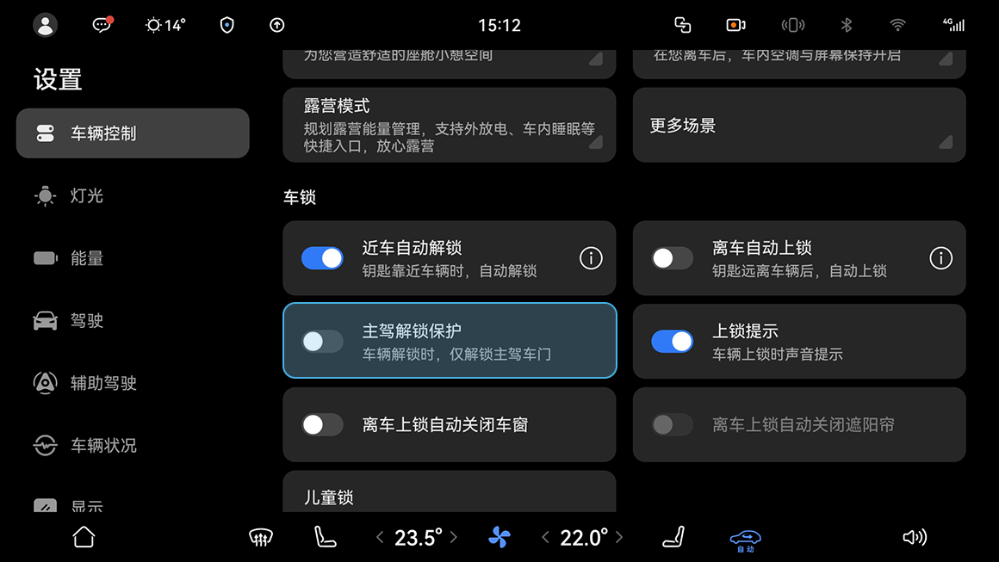 14°
15:12
4G
设置
车辆控制
灯光
能量
驾驶
辅助驾驶
车辆状况
显示
为您营造舒适的座舱小憩空间
在您离车后，车内空调与屏幕保持开启
露营模式
规划露营能量管理，支持外放电、车内睡眠等
快捷入口，放心露营
更多场景
车锁
近车自动解锁
钥匙靠近车辆时，自动解锁
离车自动上锁
钥匙远离车辆后，自动上锁
主驾解锁保护
车辆解锁时，仅解锁主驾车门
上锁提示
车辆上锁时声音提示
离车上锁自动关闭车窗
离车上锁自动关闭遮阳帘
儿童锁
23.5°
22.0°
自动